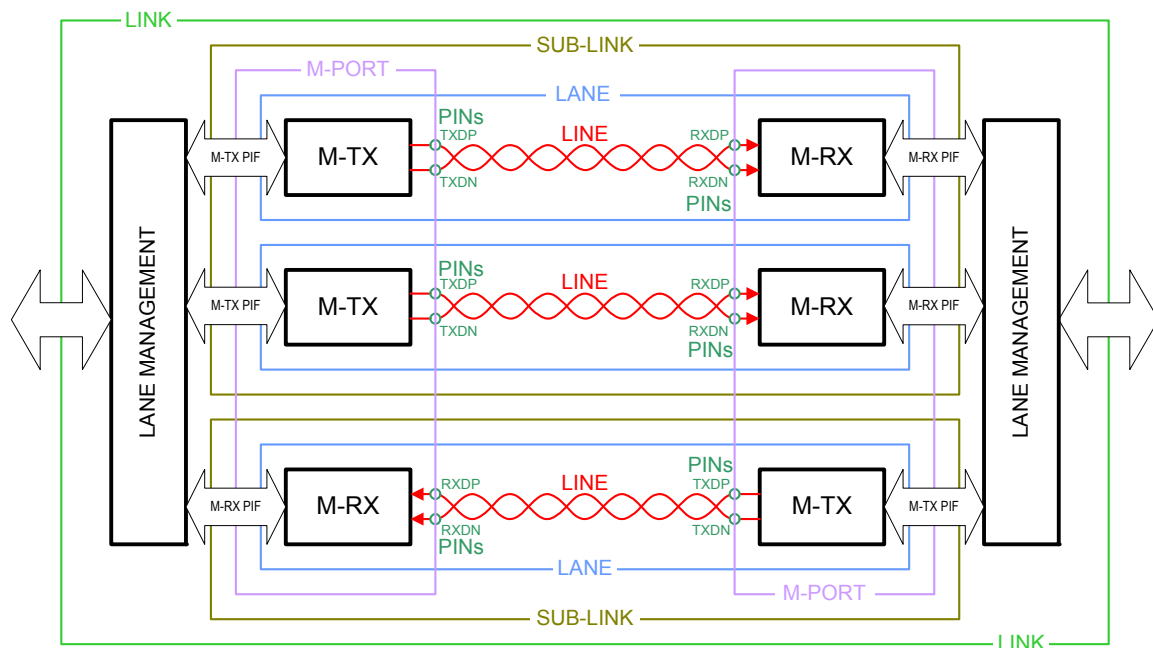 LINK
SUB-LINK
M-PORT
LANE
PINs
TXDP
LINE
RXDP
M-TX PIF
M-TX
M-RX
M-RX PIF
TXDN
RXDN
PINs
LANE MANAGEMENT
LANE MANAGEMENT
PINs
TXDP
LINE
RXDP
M-TX PIF
M-TX
M-RX
M-RX PIF
TXDN
RXDN
PINs
PINs
RXDP
LINE
TXDP
M-RX PIF
M-RX
M-TX
M-TX PIF
RXDN
TXDN
PINs
LANE
M-PORT
SUB-LINK
LINK